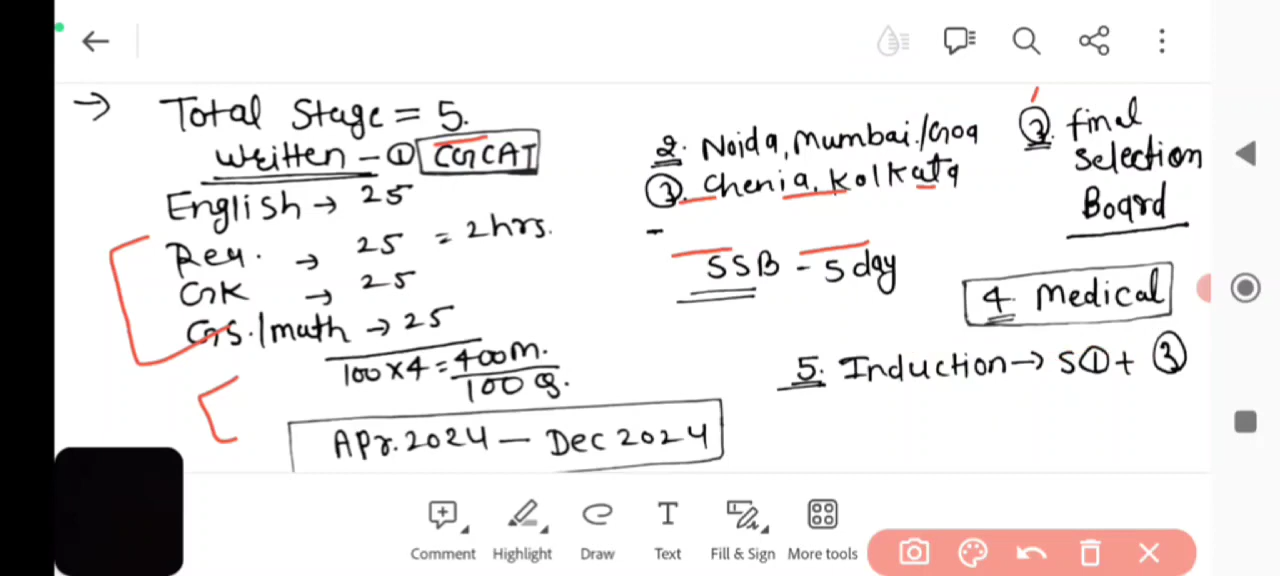 → Total Stage = 5.
Written - ① CGCAT
English → 25
Rea. → 25 = 2hrs.
GK → 25
GS./math → 25
100 x 4 = 400m.
100 Q.
Apr. 2024 — Dec 2024
2. Noida, Mumbai./Goa
③. Chenia, Kolkata
SSB - 5 day
③. final
selection
Board
4. Medical
5. Induction → S① + ③
Comment
Highlight
Draw
Text
Fill & Sign
More tools